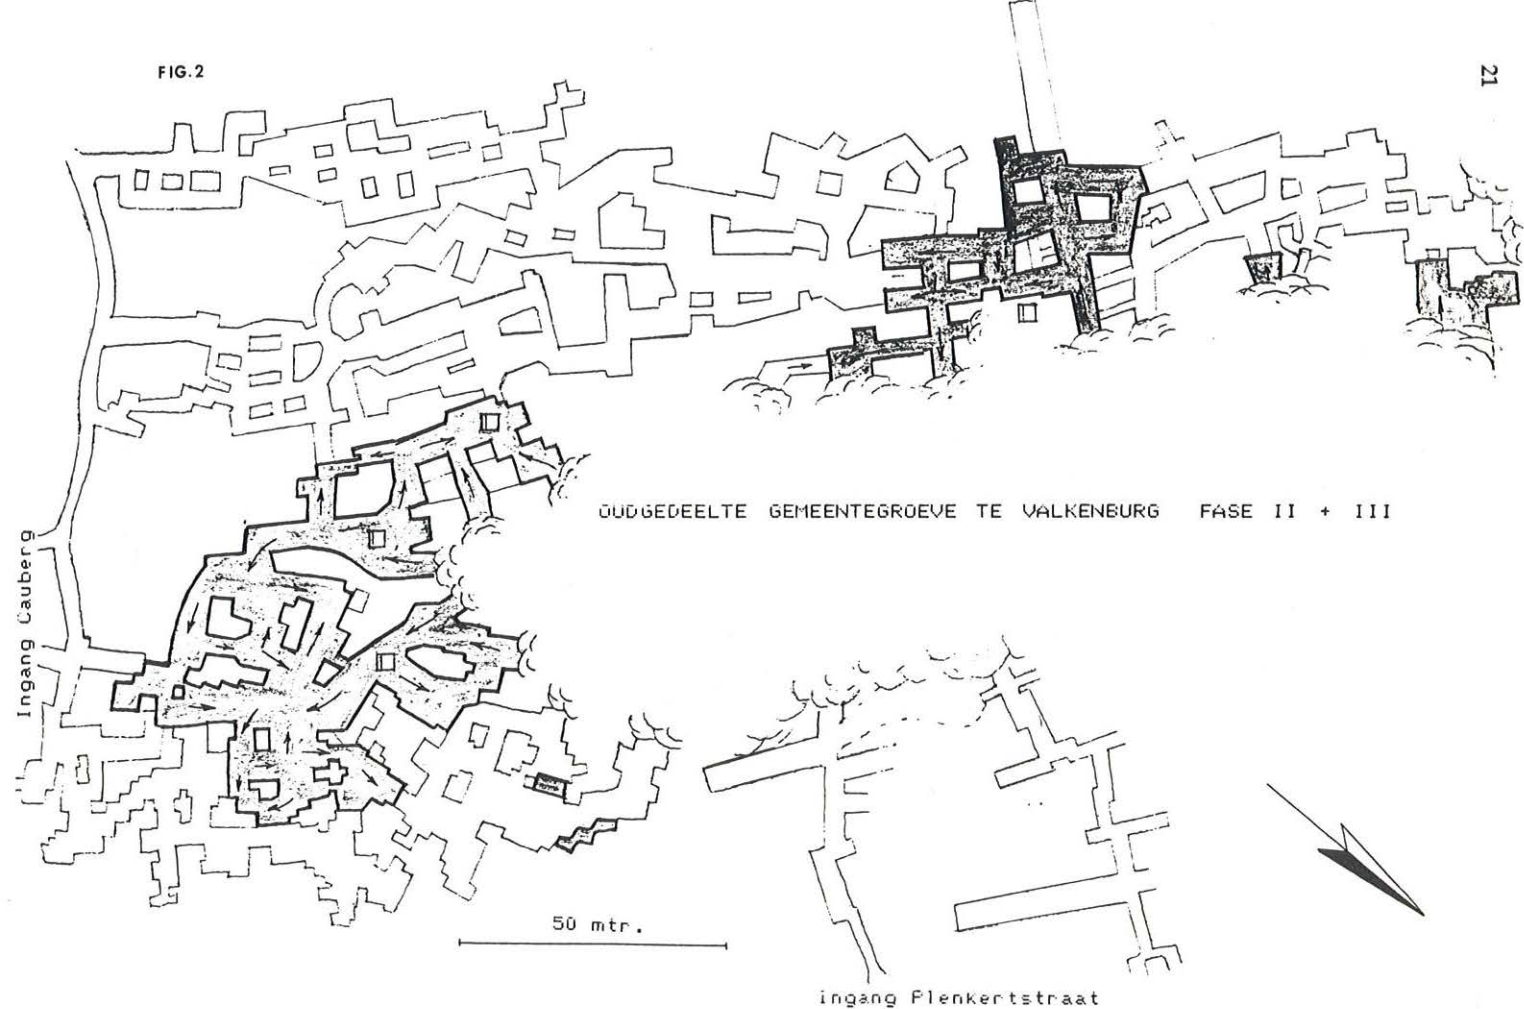 FIG.2
21
OUDGEDEELTE GEMEENTEGROEVE TE VALKENBURG FASE II + III
Ingang Cauberg
50 mtr.
ingang Plenkertstraat